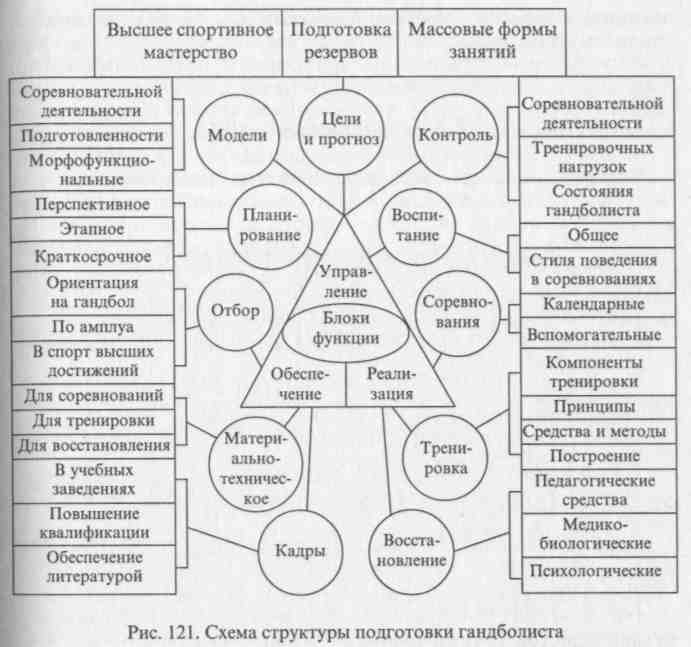 Высшее спортивное
мастерство
Подготовка
резервов
Массовые формы
занятий
Соревновательной
деятельности
Подготовленности
Морфофункцио-
нальные
Перспективное
Этапное
Краткосрочное
Ориентация
на гандбол
По амплуа
В спорт высших
достижений
Для соревнований
Для тренировки
Для восстановления
В учебных
заведениях
Повышение
квалификации
Обеспечение
литературой
Модели
Цели
и прогноз
Контроль
Плани-
рование
Воспи-
тание
Отбор
Соревно-
вания
Управ-
ление
Блоки
функции
Обеспе-
чение
Реали-
зация
Матери-
ально-
техничес-
кое
Трени-
ровка
Кадры
Восста-
новление
Соревновательной
деятельности
Тренировочных
нагрузок
Состояния
гандболиста
Общее
Стиля поведения
в соревнованиях
Календарные
Вспомогательные
Компоненты
тренировки
Принципы
Средства и методы
Построение
Педагогические
средства
Медико-
биологические
Психологические
Рис. 121. Схема структуры подготовки гандболиста